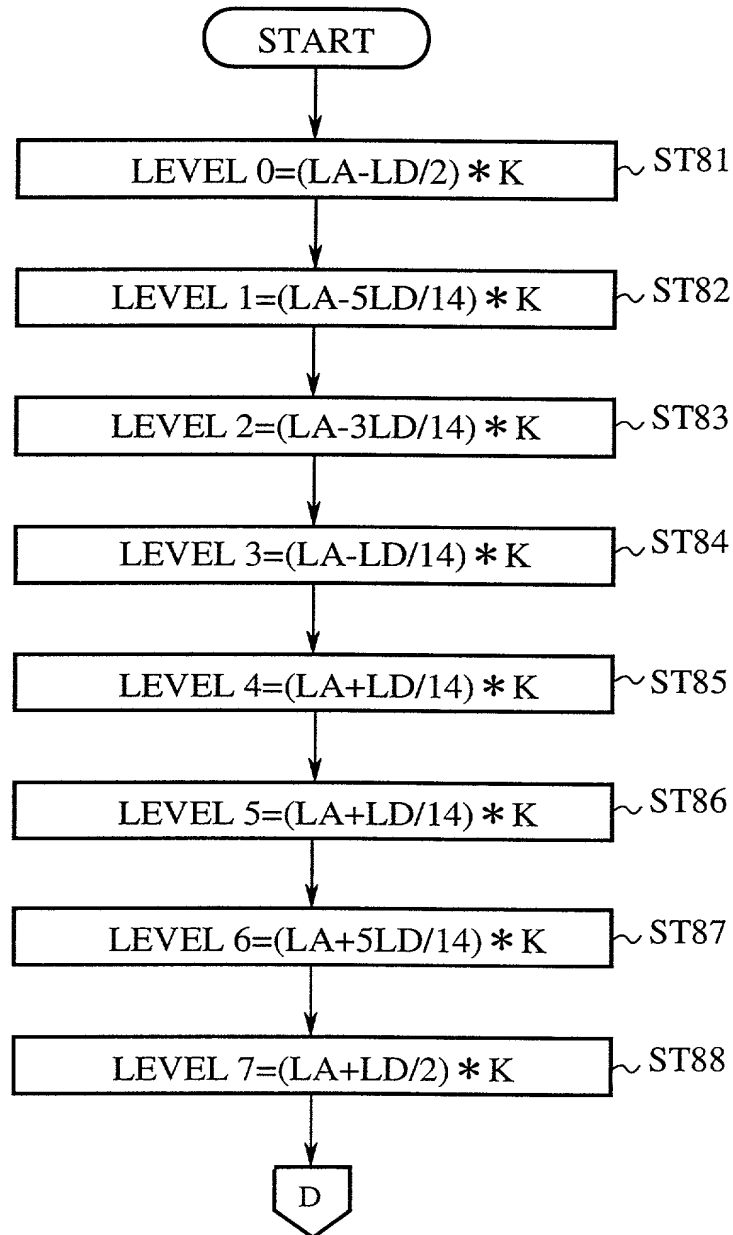 START
LEVEL 0=(LA-LD/2) * K
ST81
LEVEL 1=(LA-5LD/14) * K
ST82
LEVEL 2=(LA-3LD/14) * K
ST83
LEVEL 3=(LA-LD/14) * K
ST84
LEVEL 4=(LA+LD/14) * K
ST85
LEVEL 5=(LA+LD/14) * K
ST86
LEVEL 6=(LA+5LD/14) * K
ST87
LEVEL 7=(LA+LD/2) * K
ST88
D